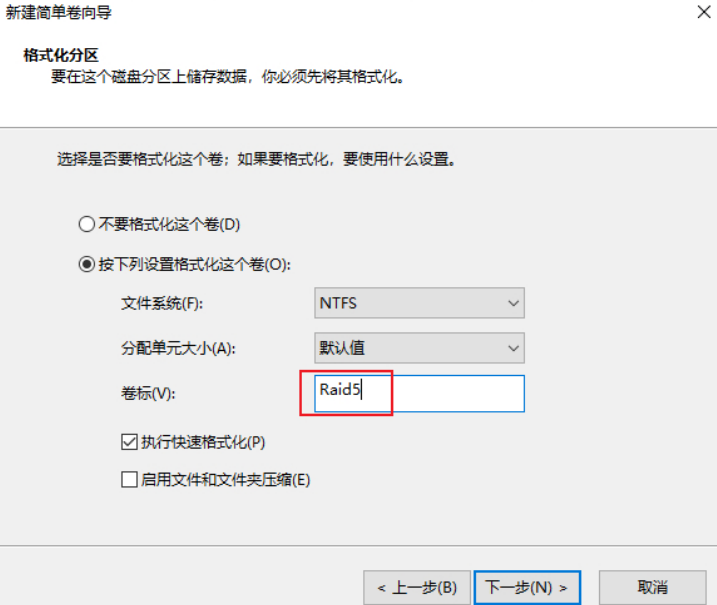 新建简单卷向导
格式化分区
要在这个磁盘分区上储存数据，你必须先将其格式化。
选择是否要格式化这个卷；如果要格式化，要使用什么设置。
不要格式化这个卷(D)
按下列设置格式化这个卷(O):
文件系统(F): NTFS
分配单元大小(A): 默认值
卷标(V): Raid5
执行快速格式化(P)
启用文件和文件夹压缩(E)
< 上一步(B) 下一步(N) > 取消